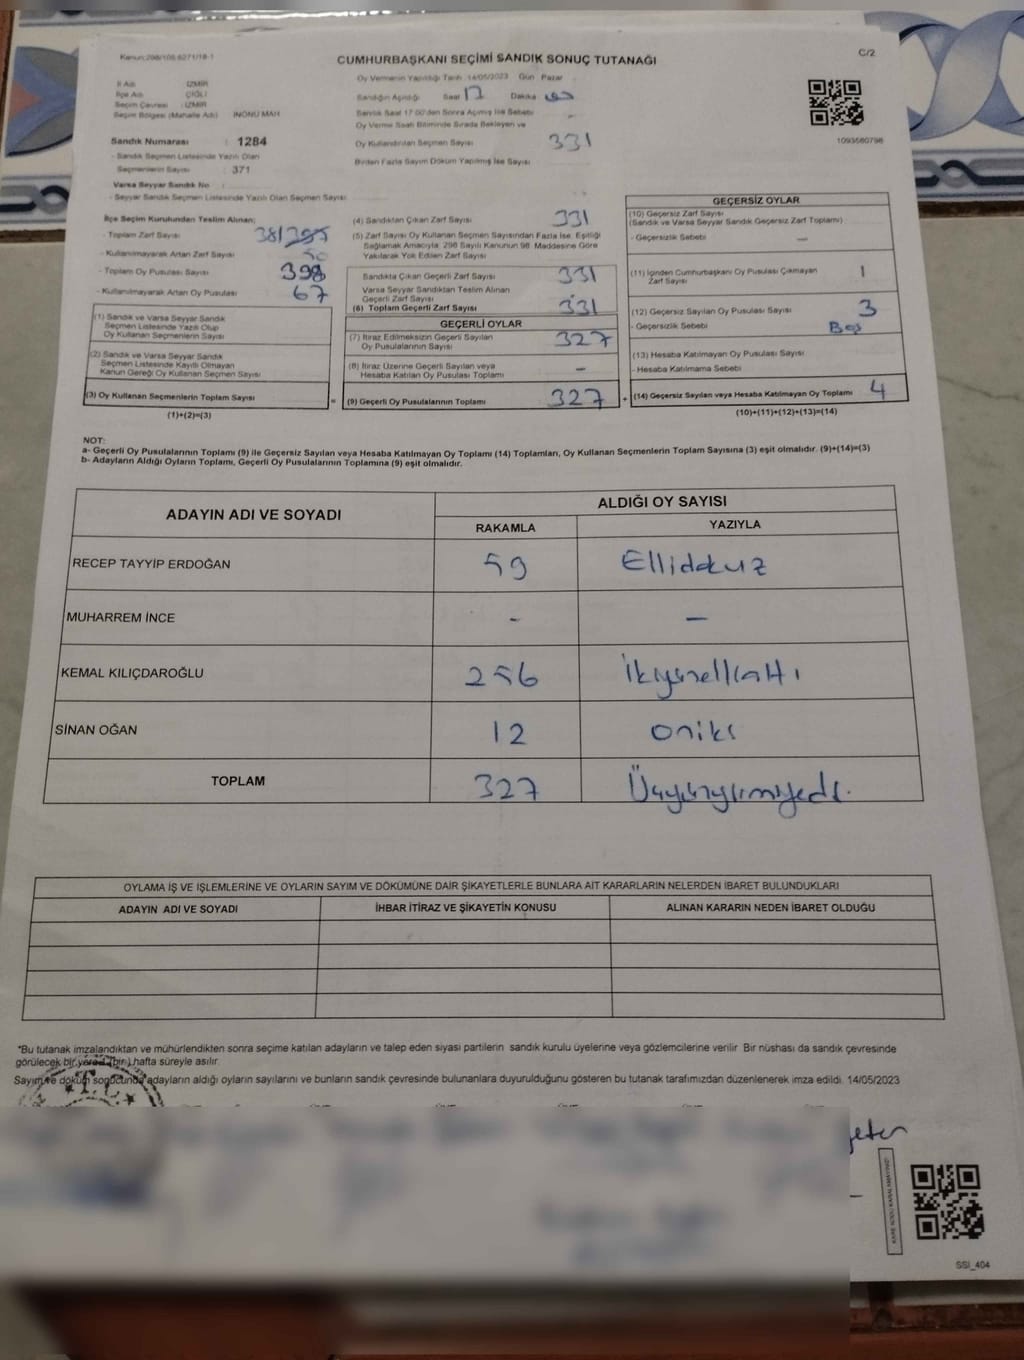 Kanun:298/106.6271/18-1
CUMHURBAŞKANI SEÇİMİ SANDIK SONUÇ TUTANAĞI
C/2
Oy Vermenin Yapıldığı Tarih :14/05/2023 Gün Pazar
İl Adı : İZMİR
İlçe Adı : ÇİĞLİ
Seçim Çevresi : İZMİR
Seçim Bölgesi (Mahalle Adı) İNÖNÜ MAH
Sandığın Açıldığı Saat 17 Dakika
Sandık Saat 17:00'den Sonra Açılmış İse Sebebi
Oy Verme Saati Bitiminde Sırada Bekleyen ve
Oy Kullandırılan Seçmen Sayısı 331
Birden Fazla Sayım Döküm Yapılmış İse Sayısı
1093580796
Sandık Numarası : 1284
- Sandık Seçmen Listesinde Yazılı Olan
Seçmenlerin Sayısı : 371
Varsa Seyyar Sandık No
- Seyyar Sandık Seçmen Listesinde Yazılı Olan Seçmen Sayısı
İlçe Seçim Kurulundan Teslim Alınan;
- Toplam Zarf Sayısı 381
- Kullanılmayarak Artan Zarf Sayısı 50
- Toplam Oy Pusulası Sayısı 398
- Kullanılmayarak Artan Oy Pusulası 67
(1) Sandık ve Varsa Seyyar Sandık
Seçmen Listesinde Yazılı Olup
Oy Kullanan Seçmenlerin Sayısı
(2) Sandık ve Varsa Seyyar Sandık
Seçmen Listesinde Kayıtlı Olmayan
Kanun Gereği Oy Kullanan Seçmen Sayısı
(3) Oy Kullanan Seçmenlerin Toplam Sayısı
(1)+(2)=(3)
(4) Sandıktan Çıkan Zarf Sayısı 331
(5) Zarf Sayısı Oy Kullanan Seçmen Sayısından Fazla İse, Eşitliği
Sağlamak Amacıyla; 298 Sayılı Kanunun 98. Maddesine Göre
Yakılarak Yok Edilen Zarf Sayısı
Sandıkta Çıkan Geçerli Zarf Sayısı 331
Varsa Seyyar Sandıktan Teslim Alınan
Geçerli Zarf Sayısı -
(6) Toplam Geçerli Zarf Sayısı 331
GEÇERLİ OYLAR
(7) İtiraz Edilmeksizin Geçerli Sayılan
Oy Pusulalarının Sayısı 327
(8) İtiraz Üzerine Geçerli Sayılan veya
Hesaba Katılan Oy Pusulası Toplamı -
= (9) Geçerli Oy Pusulalarının Toplamı 327 +
GEÇERSİZ OYLAR
(10) Geçersiz Zarf Sayısı
(Sandık ve Varsa Seyyar Sandık Geçersiz Zarf Toplamı)
- Geçersizlik Sebebi —
(11) İçinden Cumhurbaşkanı Oy Pusulası Çıkmayan
Zarf Sayısı 1
(12) Geçersiz Sayılan Oy Pusulası Sayısı 3
- Geçersizlik Sebebi Boş
(13) Hesaba Katılmayan Oy Pusulası Sayısı
- Hesaba Katılmama Sebebi
(14) Geçersiz Sayılan veya Hesaba Katılmayan Oy Toplamı 4
(10)+(11)+(12)+(13)=(14)
NOT:
a- Geçerli Oy Pusulalarının Toplamı (9) ile Geçersiz Sayılan veya Hesaba Katılmayan Oy Toplamı (14) Toplamları, Oy Kullanan Seçmenlerin Toplam Sayısına (3) eşit olmalıdır. (9)+(14)=(3)
b- Adayların Aldığı Oyların Toplamı, Geçerli Oy Pusulalarının Toplamına (9) eşit olmalıdır.
ADAYIN ADI VE SOYADI
ALDIĞI OY SAYISI
RAKAMLA YAZIYLA
RECEP TAYYİP ERDOĞAN 59 Ellidokuz
MUHARREM İNCE - —
KEMAL KILIÇDAROĞLU 256 İkiyüzellialtı
SİNAN OĞAN 12 oniki
TOPLAM 327 Üçyüzyirmiyedi.
OYLAMA İŞ VE İŞLEMLERİNE VE OYLARIN SAYIM VE DÖKÜMÜNE DAİR ŞİKAYETLERLE BUNLARA AİT KARARLARIN NELERDEN İBARET BULUNDUKLARI
ADAYIN ADI VE SOYADI İHBAR İTİRAZ VE ŞİKAYETİN KONUSU ALINAN KARARIN NEDEN İBARET OLDUĞU
*Bu tutanak imzalandıktan ve mühürlendikten sonra seçime katılan adayların ve talep eden siyasi partilerin sandık kurulu üyelerine veya gözlemcilerine verilir Bir nüshası da sandık çevresinde
görülecek bir yere 1 (bir) hafta süreyle asılır.
Sayım ve döküm sonucunda adayların aldığı oyların sayılarını ve bunların sandık çevresinde bulunanlara duyurulduğunu gösteren bu tutanak tarafımızdan düzenlenerek imza edildi. 14/05/2023
T.C.
SSİ_404